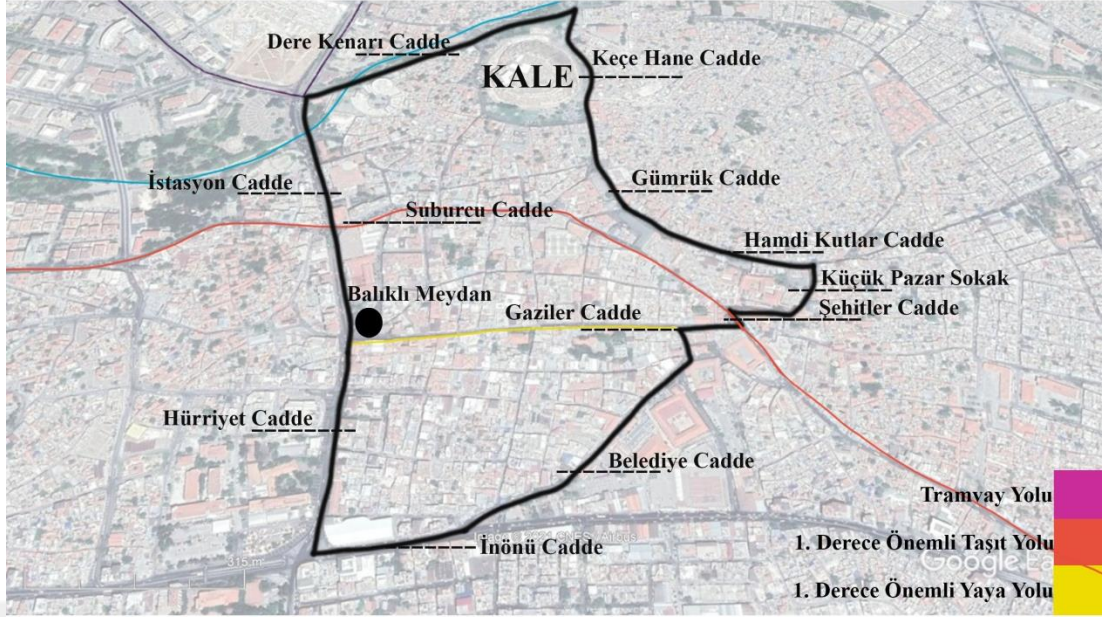 Dere Kenarı Cadde
Keçe Hane Cadde
KALE
Gümrük Cadde
İstasyon Cadde
Suburcu Cadde
Hamdi Kutlar Cadde
Küçük Pazar Sokak
Balıklı Meydan
Gaziler Cadde
Şehitler Cadde
Hürriyet Cadde
Belediye Cadde
İnönü Cadde
315 m
Tramvay Yolu
1. Derece Önemli Taşıt Yolu
Google Ea
1. Derece Önemli Yaya Yolu